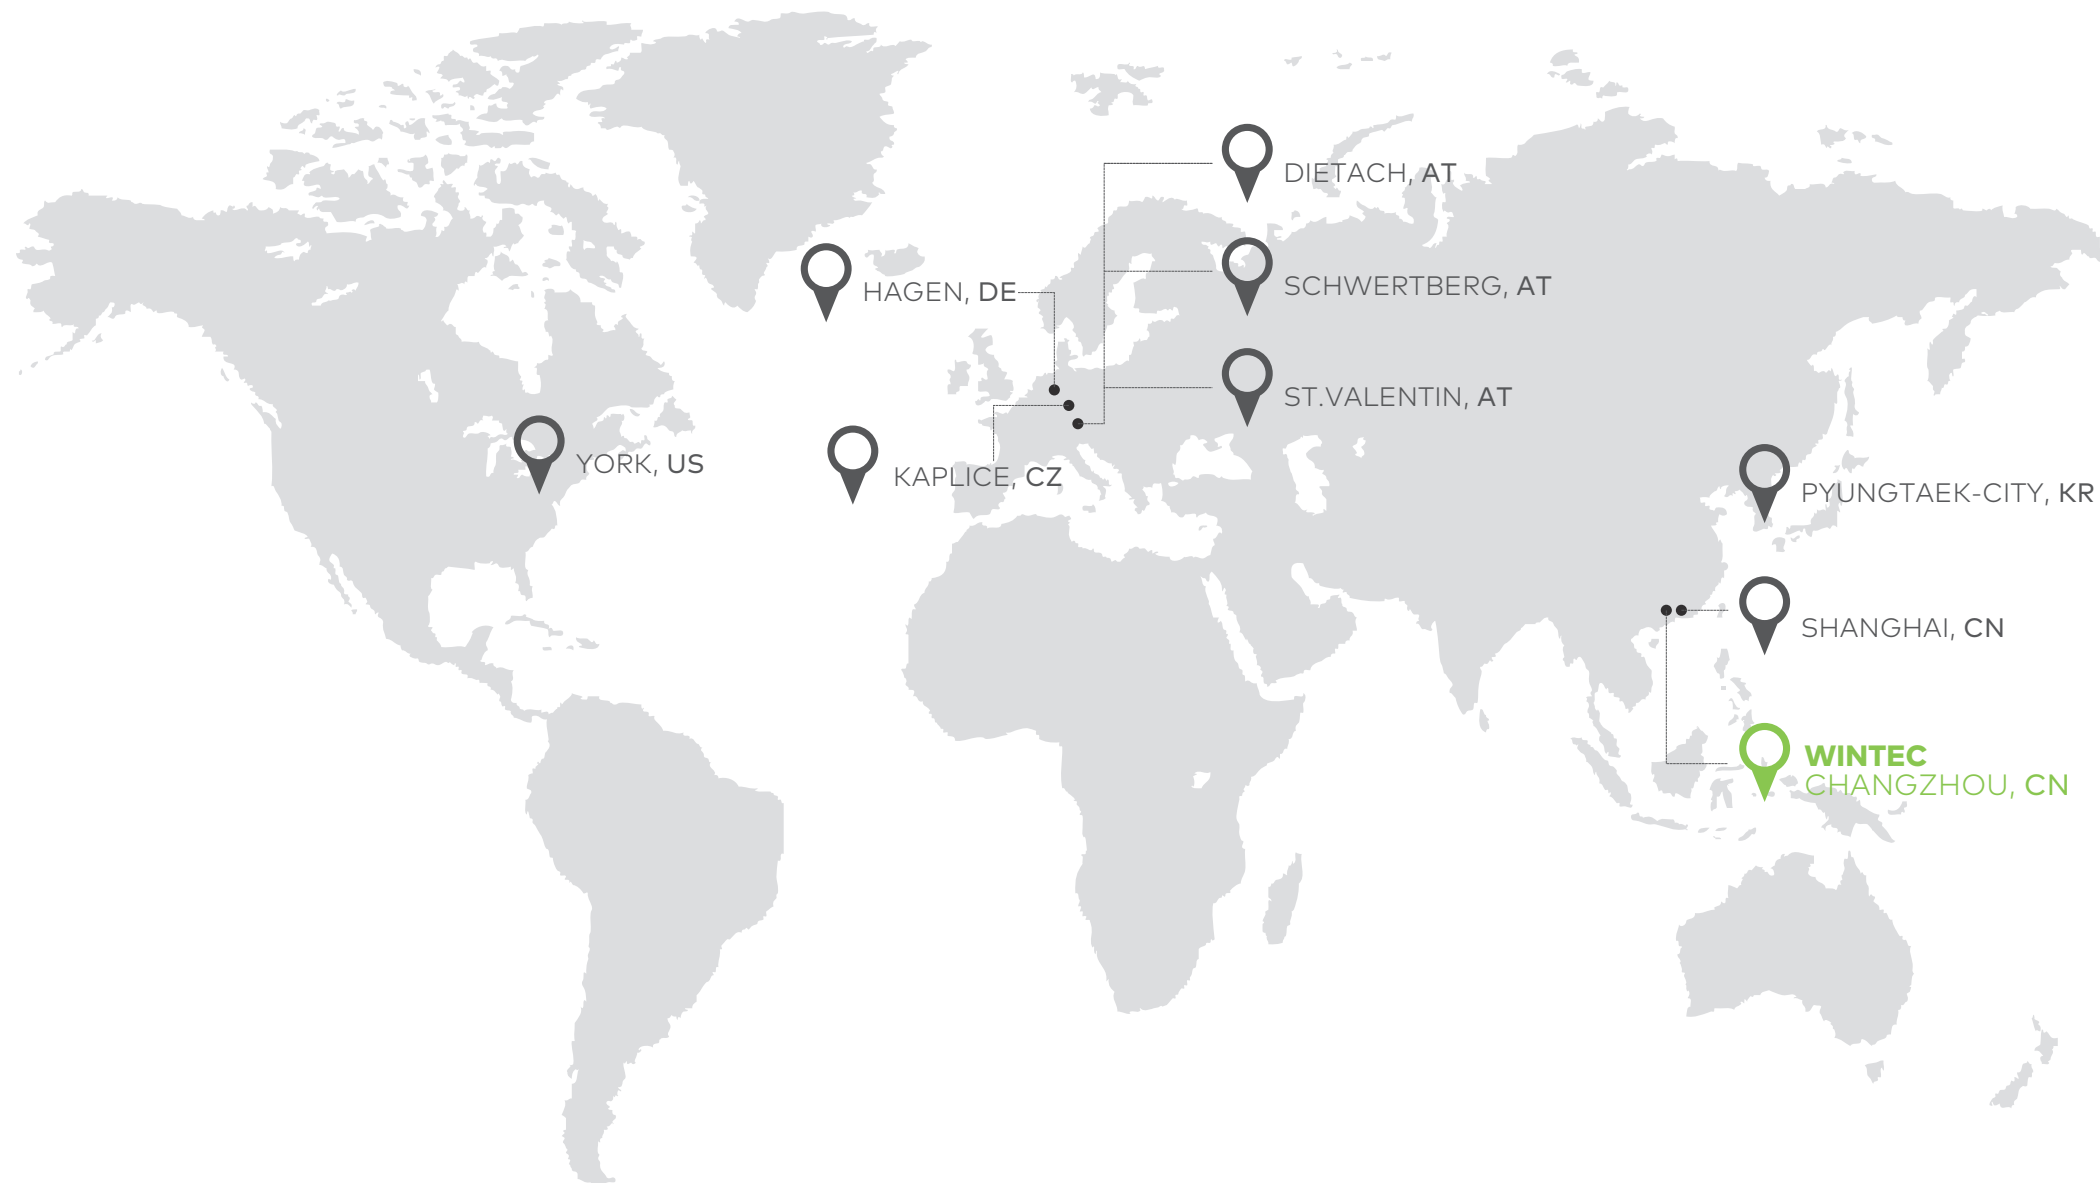 DIETACH, AT
HAGEN, DE
SCHWERTBERG, AT
ST.VALENTIN, AT
YORK, US
KAPLICE, CZ
PYUNGTAEK-CITY, KR
SHANGHAI, CN
WINTEC
CHANGZHOU, CN